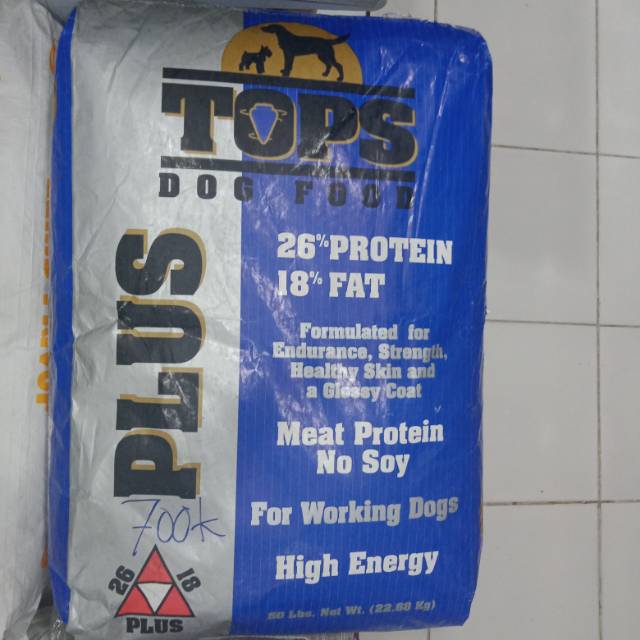 TOPS
DOG FOOD
PLUS
26% PROTEIN
18% FAT
Formulated for
Endurance, Strength,
Healthy Skin and
a Glossy Coat
Meat Protein
No Soy
For Working Dogs
High Energy
700k
26 18
PLUS
50 Lbs. Net Wt. (22.68 Kg)